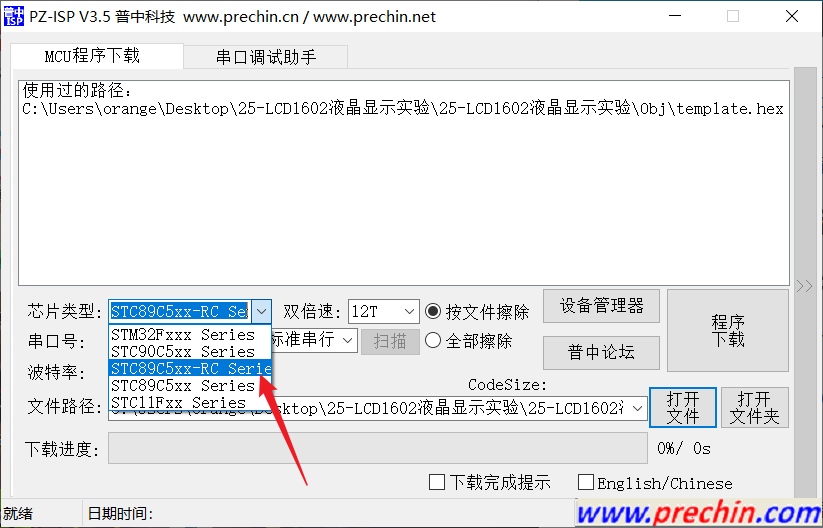 普中ISP PZ-ISP V3.5 普中科技 www.prechin.cn / www.prechin.net
MCU程序下载 串口调试助手
使用过的路径:
C:\Users\orange\Desktop\25-LCD1602液晶显示实验\25-LCD1602液晶显示实验\Obj\template.hex
芯片类型: STC89C5xx-RC Se 双倍速: 12T 按文件擦除 设备管理器 程序下载
STM32Fxxx Series
串口号: 标准串行 扫描 全部擦除 普中论坛
STC90C5xx Series
STC89C5xx-RC Serie
波特率:
STC89C5xx Series CodeSize:
STC11Fxx Series
文件路径: C:\Users\orange\Desktop\25-LCD1602液晶显示实验\25-LCD1602 打开文件 打开文件夹
下载进度: 0%/ 0s
下载完成提示 English/Chinese
就绪 日期时间: www.prechin.com